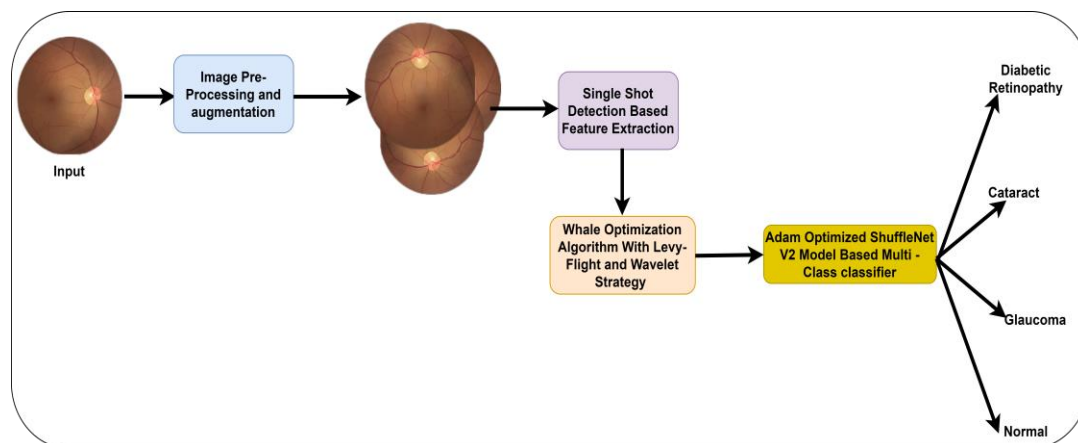 Input
Image Pre-
Processing and
augmentation
Single Shot
Detection Based
Feature Extraction
Whale Optimization
Algorithm With Levy-
Flight and Wavelet
Strategy
Adam Optimized ShuffleNet
V2 Model Based Multi -
Class classifier
Diabetic
Retinopathy
Cataract
Glaucoma
Normal